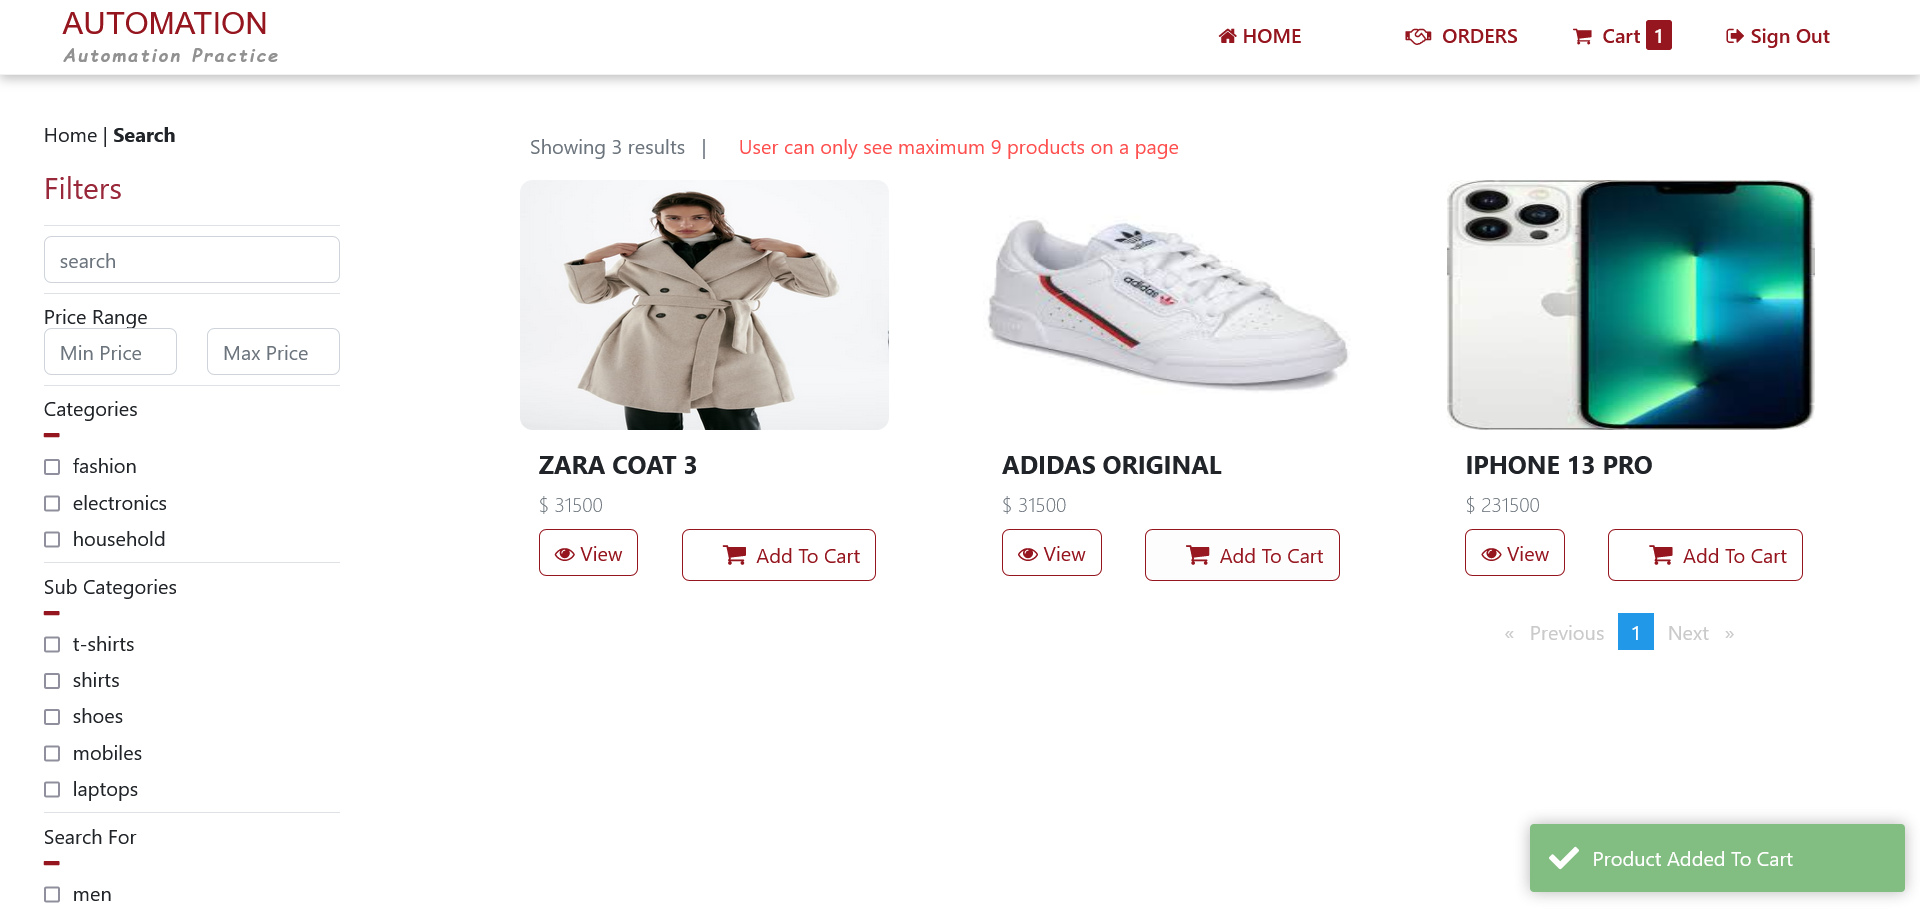 AUTOMATION
Automation Practice
HOME
ORDERS
Cart 1
Sign Out
Home | Search
Showing 3 results |
User can only see maximum 9 products on a page
Filters
search
Price Range
Min Price
Max Price
Categories
fashion
electronics
household
Sub Categories
t-shirts
shirts
shoes
mobiles
laptops
Search For
men
adidas
adidas
ZARA COAT 3
$ 31500
View
Add To Cart
ADIDAS ORIGINAL
$ 31500
View
Add To Cart
IPHONE 13 PRO
$ 231500
View
Add To Cart
« Previous 1 Next »
Product Added To Cart